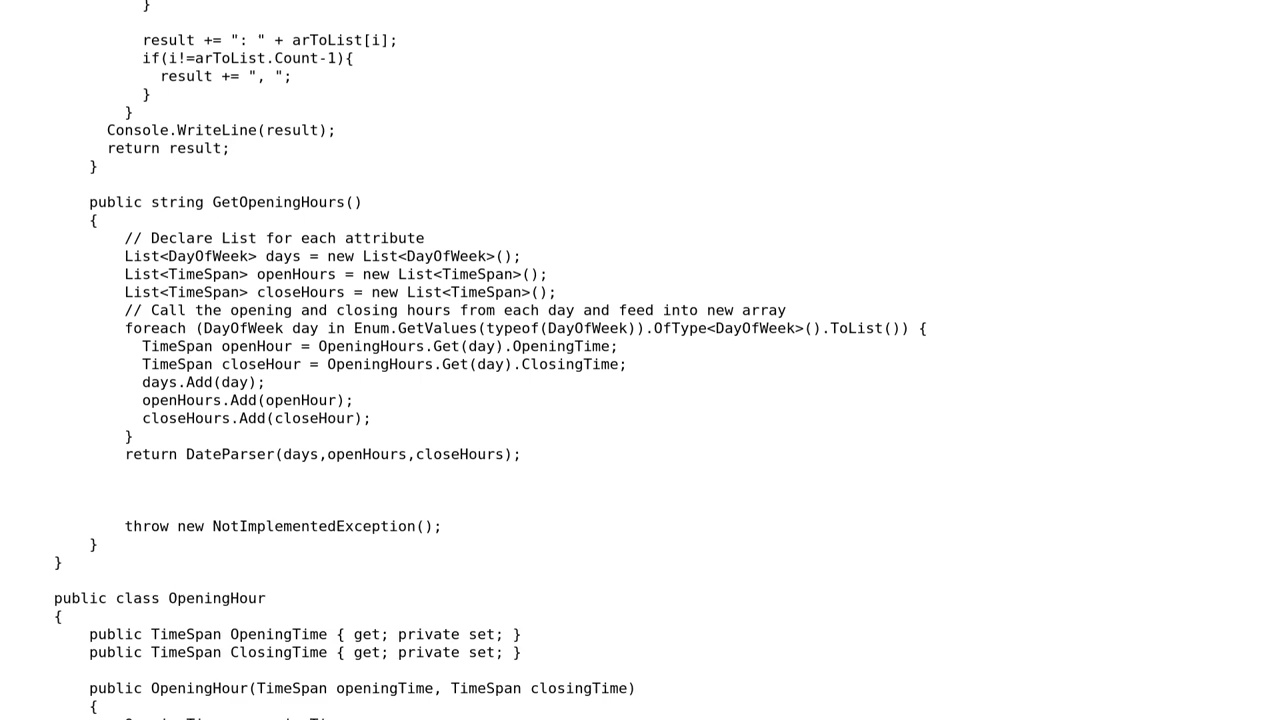 }
result += ": " + arToList[i];
if(i!=arToList.Count-1){
result += ", ";
}
}
Console.WriteLine(result);
return result;
}
public string GetOpeningHours()
{
// Declare List for each attribute
List<DayOfWeek> days = new List<DayOfWeek>();
List<TimeSpan> openHours = new List<TimeSpan>();
List<TimeSpan> closeHours = new List<TimeSpan>();
// Call the opening and closing hours from each day and feed into new array
foreach (DayOfWeek day in Enum.GetValues(typeof(DayOfWeek)).OfType<DayOfWeek>().ToList()) {
TimeSpan openHour = OpeningHours.Get(day).OpeningTime;
TimeSpan closeHour = OpeningHours.Get(day).ClosingTime;
days.Add(day);
openHours.Add(openHour);
closeHours.Add(closeHour);
}
return DateParser(days,openHours,closeHours);
throw new NotImplementedException();
}
}
public class OpeningHour
{
public TimeSpan OpeningTime { get; private set; }
public TimeSpan ClosingTime { get; private set; }
public OpeningHour(TimeSpan openingTime, TimeSpan closingTime)
{